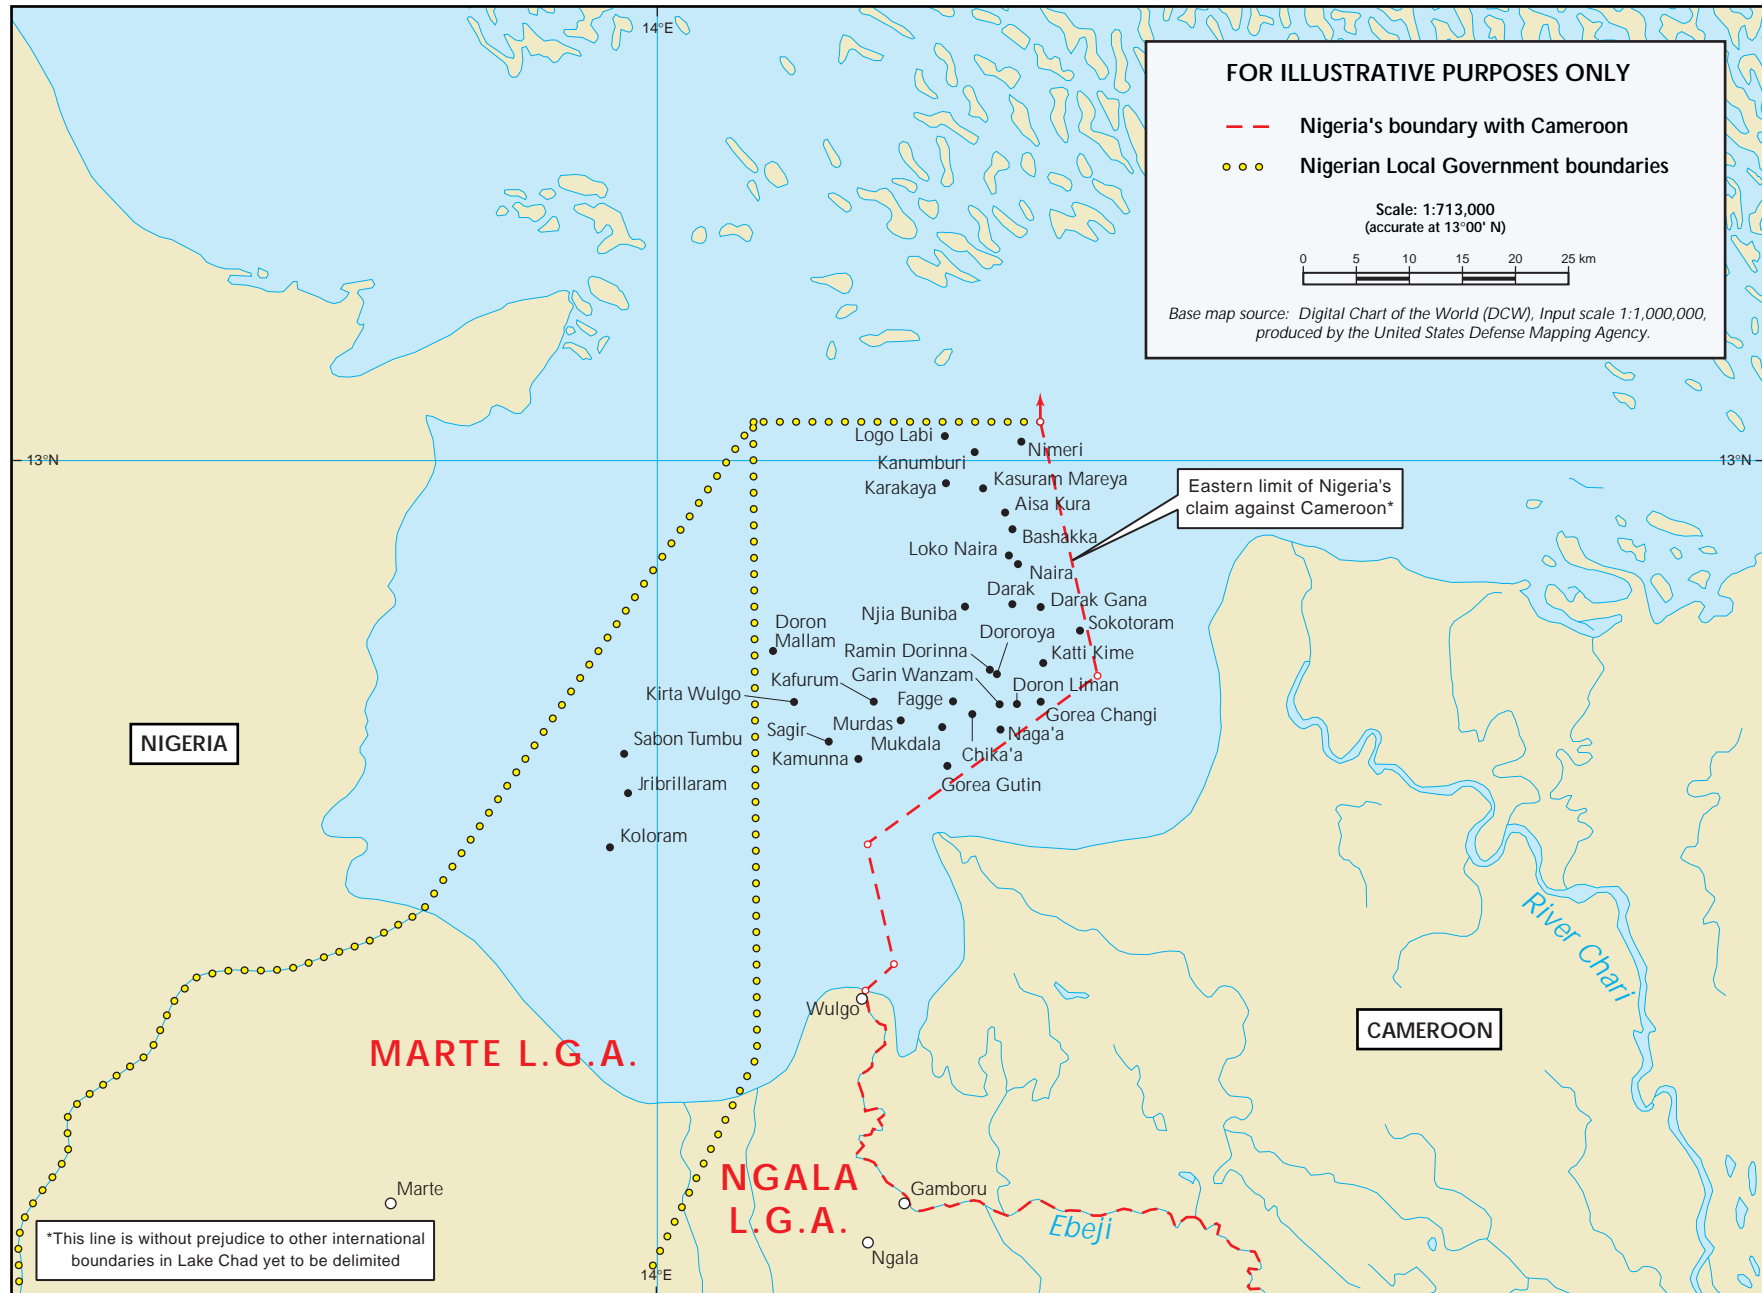 14°E
FOR ILLUSTRATIVE PURPOSES ONLY
Nigeria's boundary with Cameroon
Nigerian Local Government boundaries
Scale: 1:713,000
(accurate at 13°00' N)
0 5 10 15 20 25 km
Base map source: Digital Chart of the World (DCW), Input scale 1:1,000,000,
produced by the United States Defense Mapping Agency.
13°N
13°N
Logo Labi
Nimeri
Kanumburi
Karakaya
Kasuram Mareya
Eastern limit of Nigeria's
claim against Cameroon*
Aisa Kura
Bashakka
Loko Naira
Naira
Darak
Njia Buniba
Darak Gana
Sokotoram
Doron
Mallam
Dororoya
Ramin Dorinna
Katti Kime
Garin Wanzam
Kafurum
Doron Liman
Kirta Wulgo
Fagge
Gorea Changi
Murdas
Sagir
Naga'a
Mukdala
Chika'a
Kamunna
Gorea Gutin
NIGERIA
Sabon Tumbu
Jribrillaram
Koloram
River Chari
Wulgo
CAMEROON
MARTE L.G.A.
NGALA
L.G.A.
Marte
Gamboru
Ebeji
Ngala
*This line is without prejudice to other international
boundaries in Lake Chad yet to be delimited
14°E